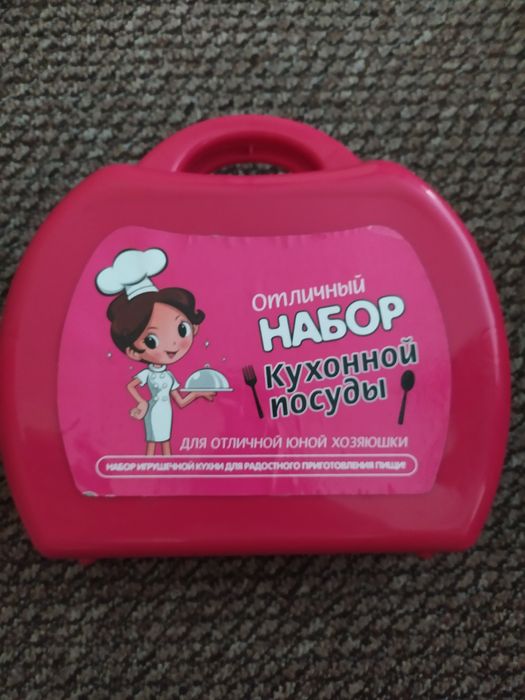 Отличный
НАБОР
Кухонной
посуды
ДЛЯ ОТЛИЧНОЙ ЮНОЙ ХОЗЯЮШКИ
НАБОР ИГРУШЕЧНОЙ КУХНИ ДЛЯ РАДОСТНОГО ПРИГОТОВЛЕНИЯ ПИЩИ!